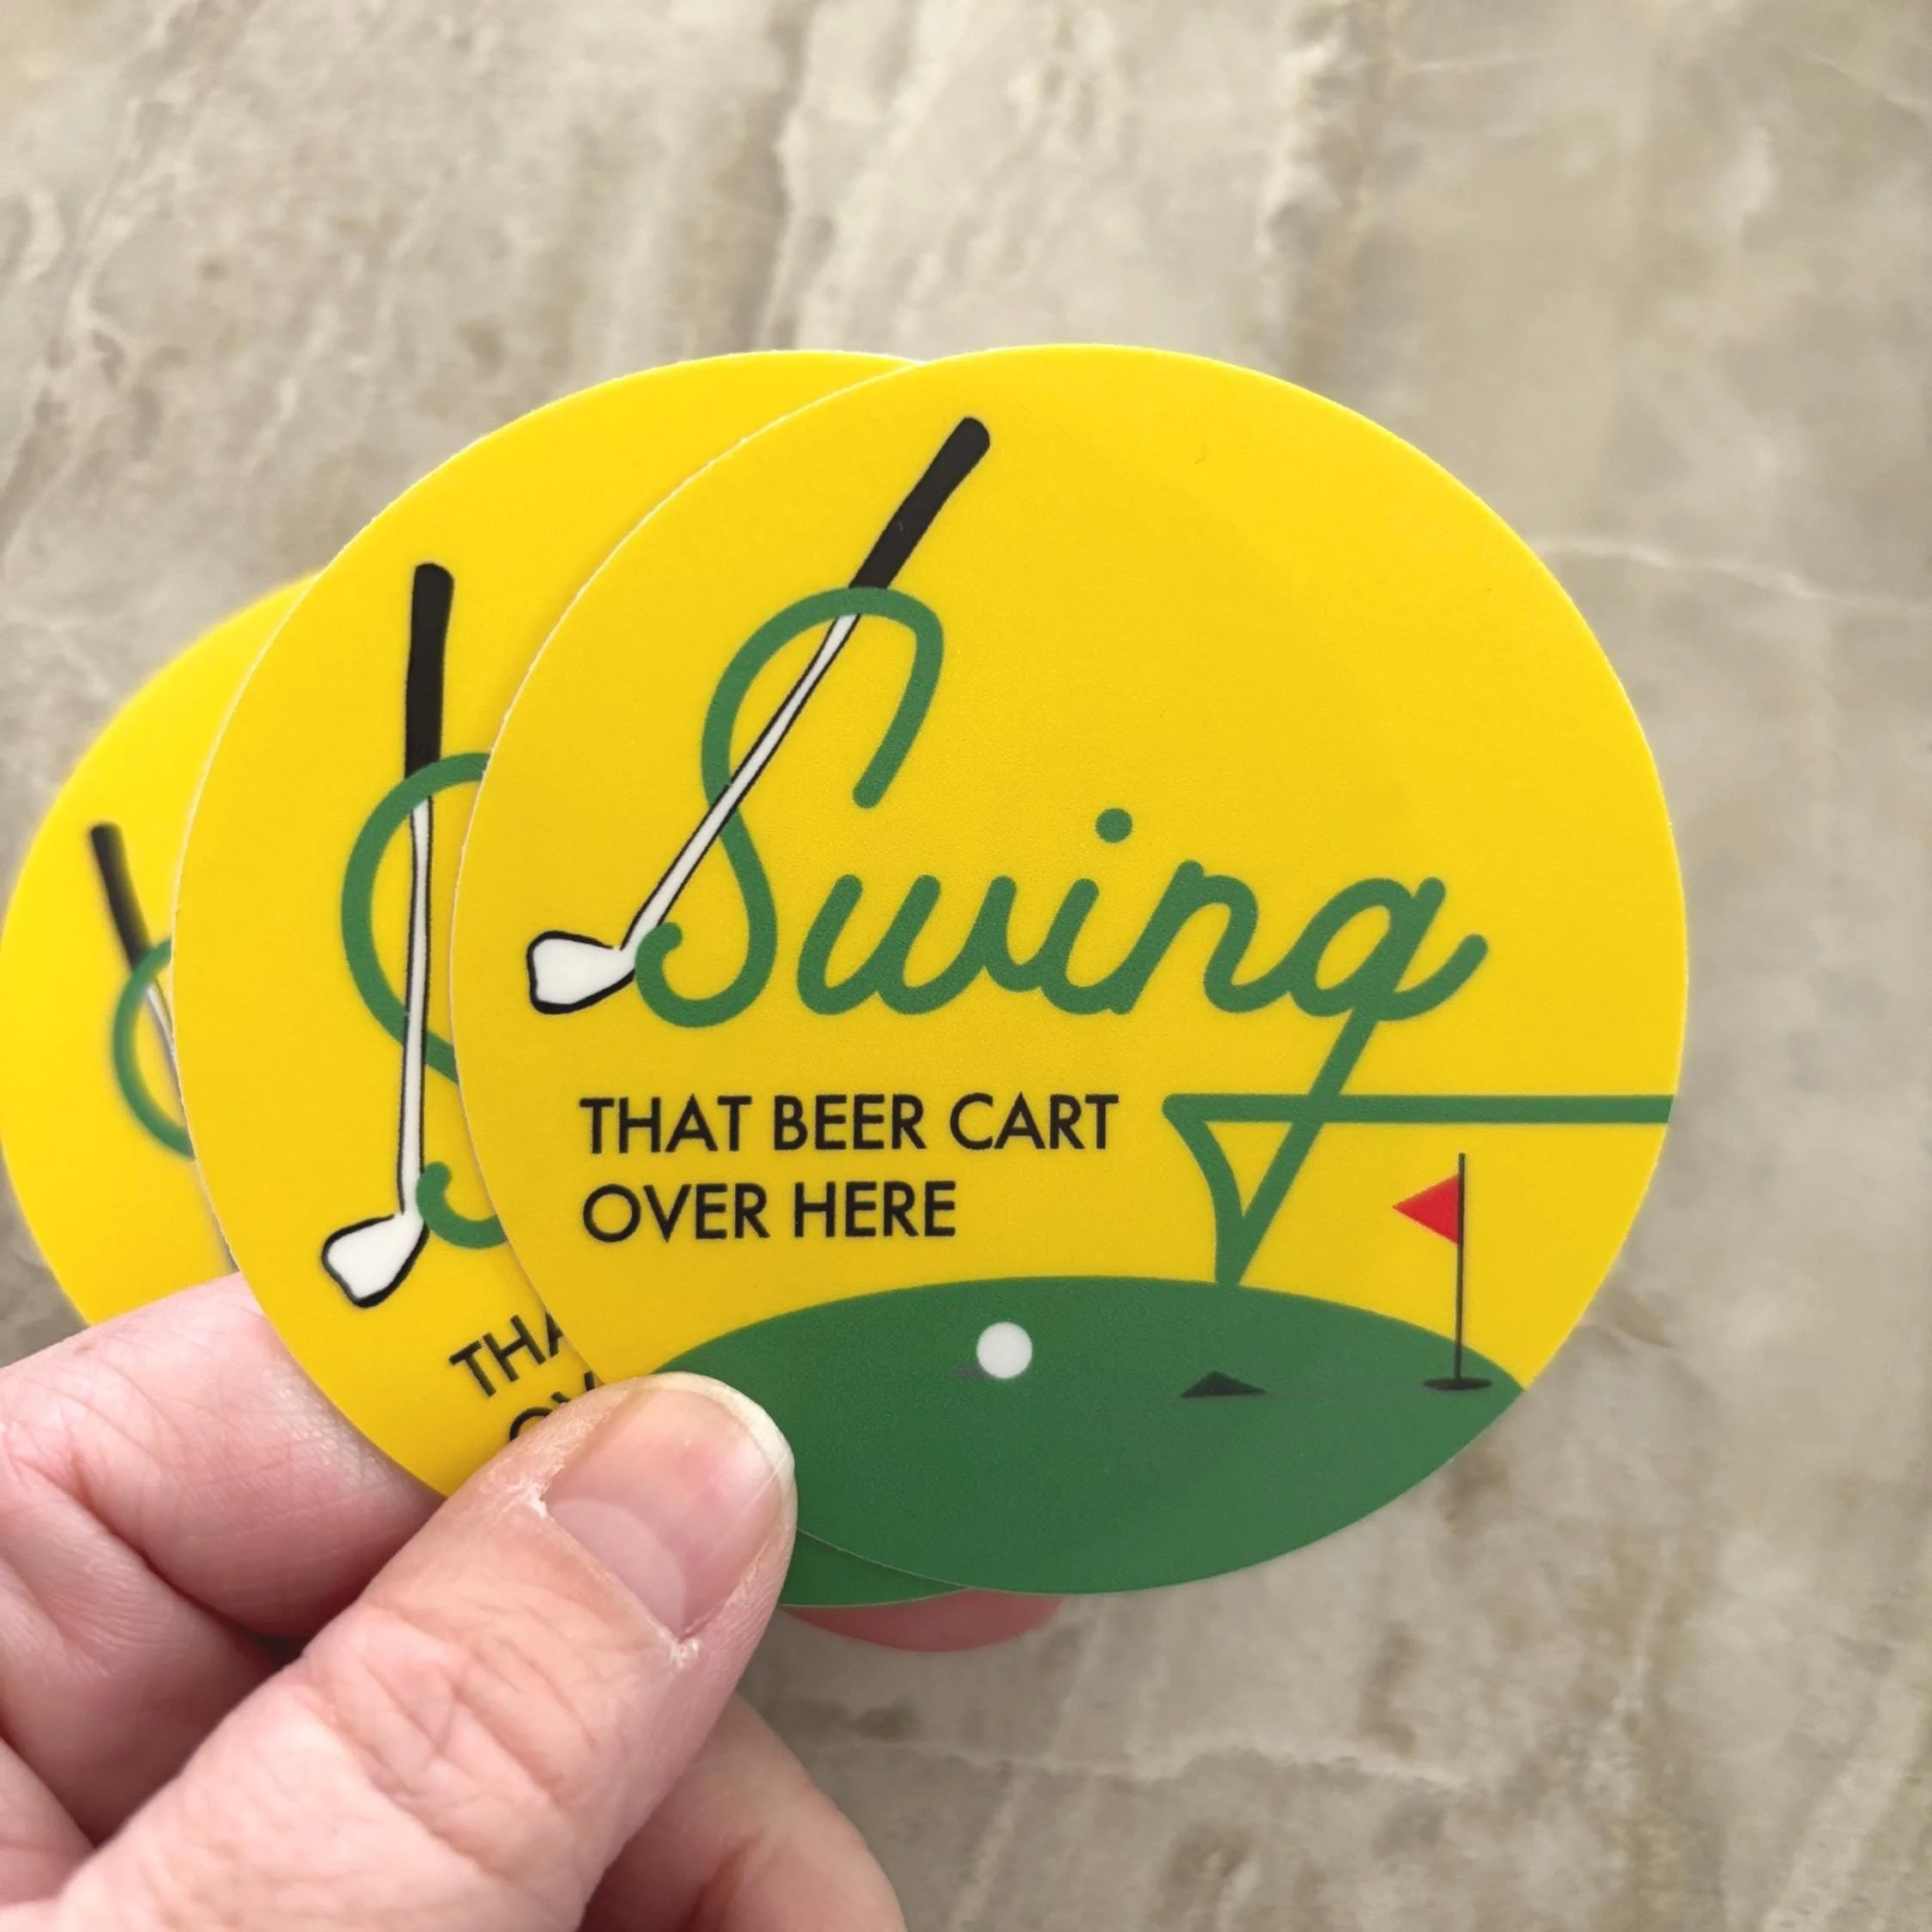 Swing
THAT BEER CART
OVER HERE